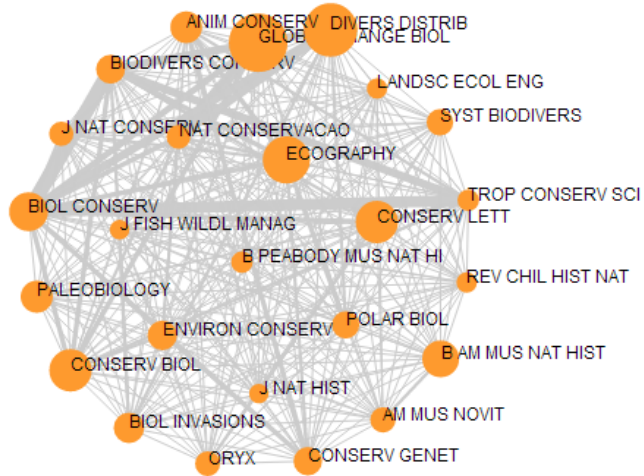 ANIM CONSERV
DIVERS DISTRIB
GLOB CHANGE BIOL
BIODIVERS CONSERV
LANDSC ECOL ENG
SYST BIODIVERS
J NAT CONSERV
NAT CONSERVACAO
ECOGRAPHY
TROP CONSERV SCI
BIOL CONSERV
J FISH WILDL MANAG
CONSERV LETT
B PEABODY MUS NAT HI
REV CHIL HIST NAT
PALEOBIOLOGY
ENVIRON CONSERV
POLAR BIOL
CONSERV BIOL
B AM MUS NAT HIST
J NAT HIST
BIOL INVASIONS
AM MUS NOVIT
ORYX
CONSERV GENET